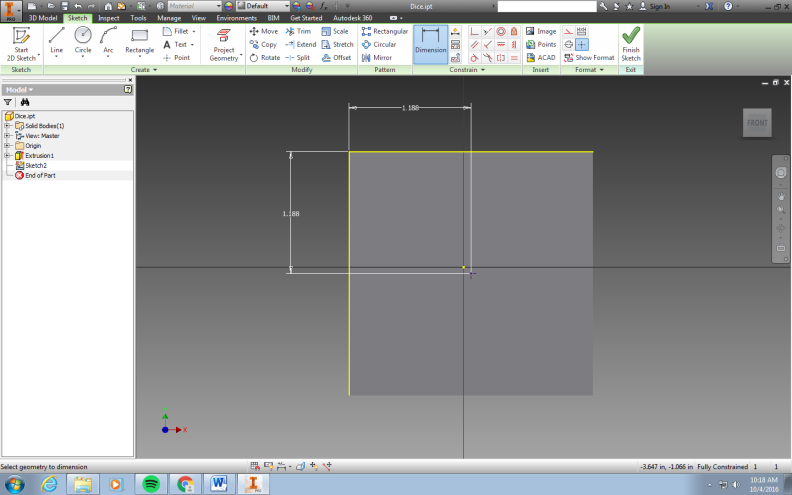 PRO Material Default Dice.ipt Sign In
3D Model Sketch Inspect Tools Manage View Environments BIM Get Started Autodesk 360
Start
2D Sketch
Line
Circle
Arc
Rectangle
Fillet
Text
Point
Project
Geometry
Move
Trim
Scale
Copy
Extend
Stretch
Rotate
Split
Offset
Rectangular
Circular
Mirror
Dimension
Image
Points
ACAD
Show Format
Finish
Sketch
Sketch Create Modify Pattern Constrain Insert Format Exit
Model
Dice.ipt
Solid Bodies(1)
View: Master
Origin
Extrusion1
Sketch2
End of Part
1.188
FRONT
1.188
X
Select geometry to dimension -3.647 in, -1.066 in Fully Constrained 1 1
10:18 AM
10/4/2016